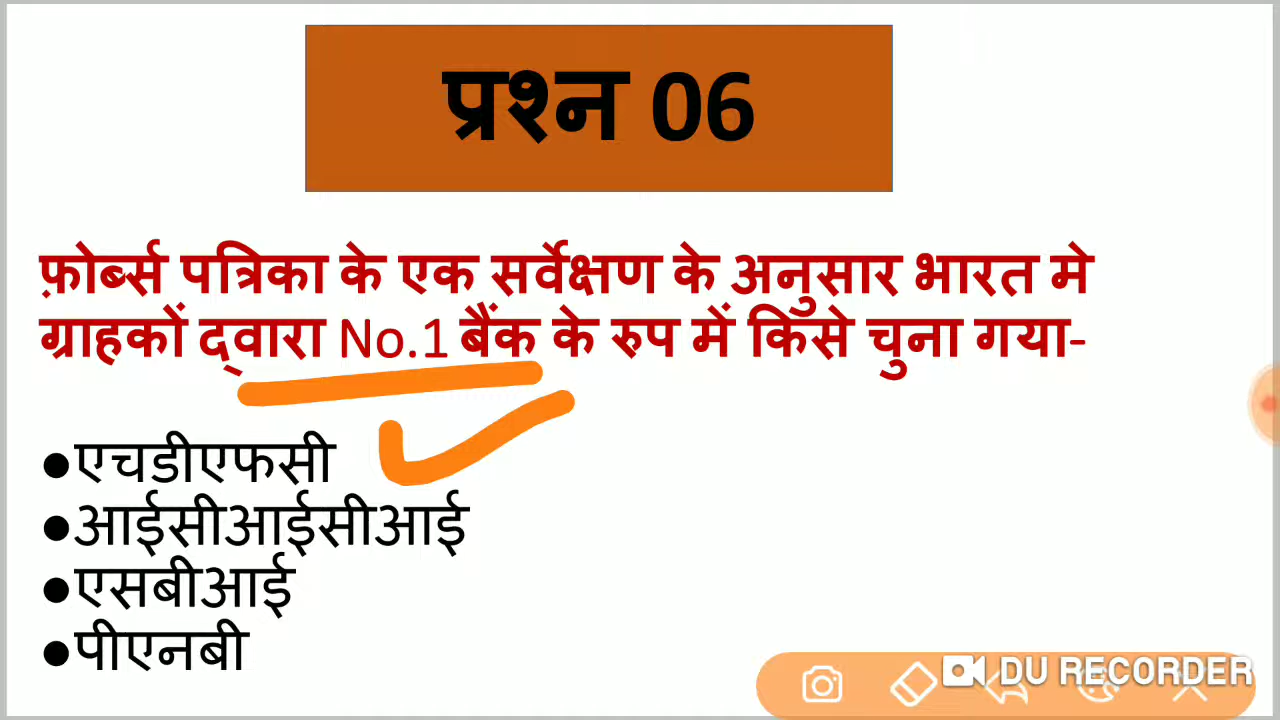 प्रश्न 06
फ़ोर्ब्स पत्रिका के एक सर्वेक्षण के अनुसार भारत मे
ग्राहकों द्वारा No.1 बैंक के रुप में किसे चुना गया-
●एचडीएफसी
●आईसीआईसीआई
●एसबीआई
●पीएनबी
DU RECORDER